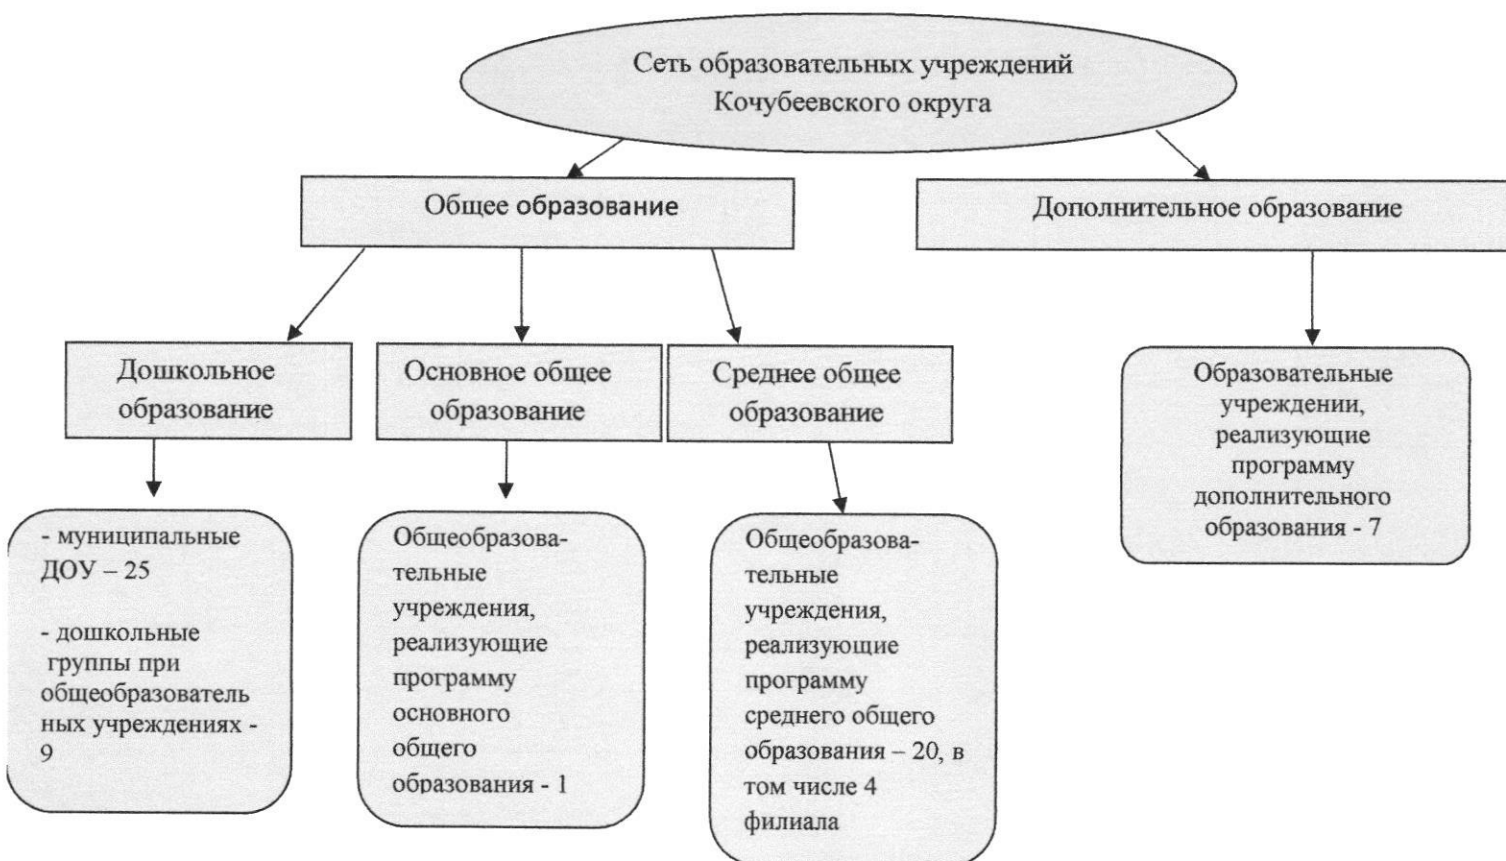 Сеть образовательных учреждений
Кочубеевского округа
Общее образование
Дополнительное образование
Дошкольное
образование
Основное общее
образование
Среднее общее
образование
Образовательные
учреждении,
реализующие
программу
дополнительного
образования - 7
- муниципальные
ДОУ – 25
- дошкольные
группы при
общеобразователь
ных учреждениях -
9
Общеобразова-
тельные
учреждения,
реализующие
программу
основного
общего
образования - 1
Общеобразова-
тельные
учреждения,
реализующие
программу
среднего общего
образования – 20, в
том числе 4
филиала